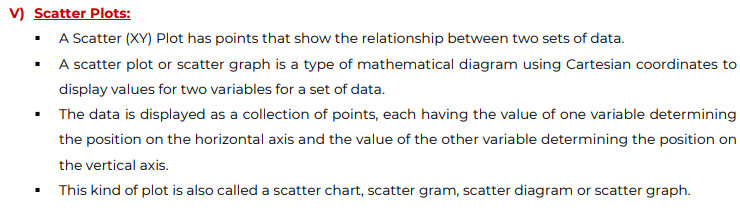 V) Scatter Plots:
▪ A Scatter (XY) Plot has points that show the relationship between two sets of data.
▪ A scatter plot or scatter graph is a type of mathematical diagram using Cartesian coordinates to
display values for two variables for a set of data.
▪ The data is displayed as a collection of points, each having the value of one variable determining
the position on the horizontal axis and the value of the other variable determining the position on
the vertical axis.
▪ This kind of plot is also called a scatter chart, scatter gram, scatter diagram or scatter graph.